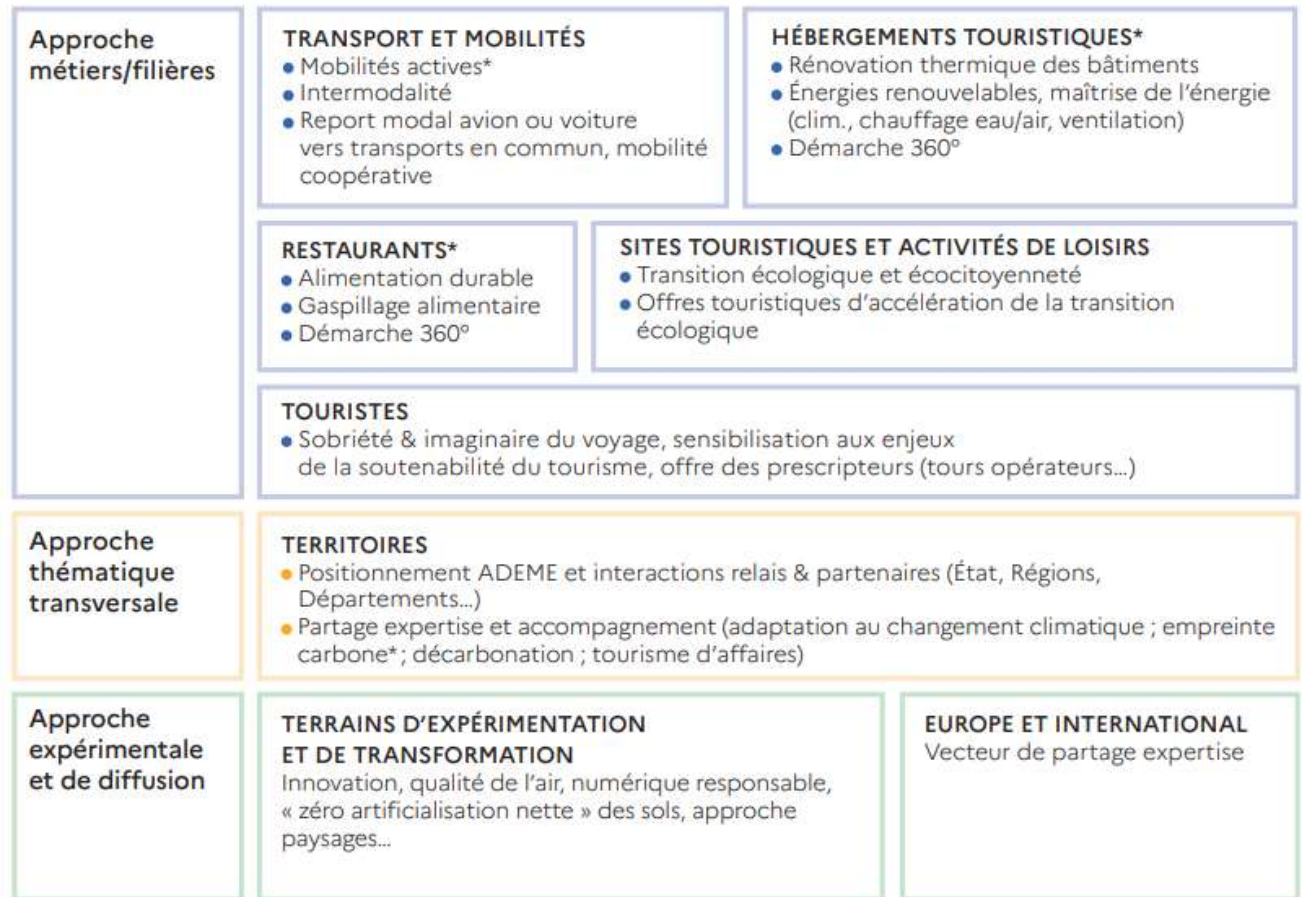 Approche
métiers/filières
TRANSPORT ET MOBILITÉS
• Mobilités actives*
• Intermodalité
• Report modal avion ou voiture
vers transports en commun, mobilité
coopérative
HÉBERGEMENTS TOURISTIQUES*
• Rénovation thermique des bâtiments
• Énergies renouvelables, maîtrise de l'énergie
(clim., chauffage eau/air, ventilation)
• Démarche 360°
RESTAURANTS*
• Alimentation durable
• Gaspillage alimentaire
• Démarche 360°
SITES TOURISTIQUES ET ACTIVITÉS DE LOISIRS
• Transition écologique et écocitoyenneté
• Offres touristiques d'accélération de la transition
écologique
TOURISTES
• Sobriété & imaginaire du voyage, sensibilisation aux enjeux
de la soutenabilité du tourisme, offre des prescripteurs (tours opérateurs…)
Approche
thématique
transversale
TERRITOIRES
• Positionnement ADEME et interactions relais & partenaires (État, Régions,
Départements…)
• Partage expertise et accompagnement (adaptation au changement climatique ; empreinte
carbone* ; décarbonation ; tourisme d'affaires)
Approche
expérimentale
et de diffusion
TERRAINS D'EXPÉRIMENTATION
ET DE TRANSFORMATION
Innovation, qualité de l'air, numérique responsable,
« zéro artificialisation nette » des sols, approche
paysages…
EUROPE ET INTERNATIONAL
Vecteur de partage expertise